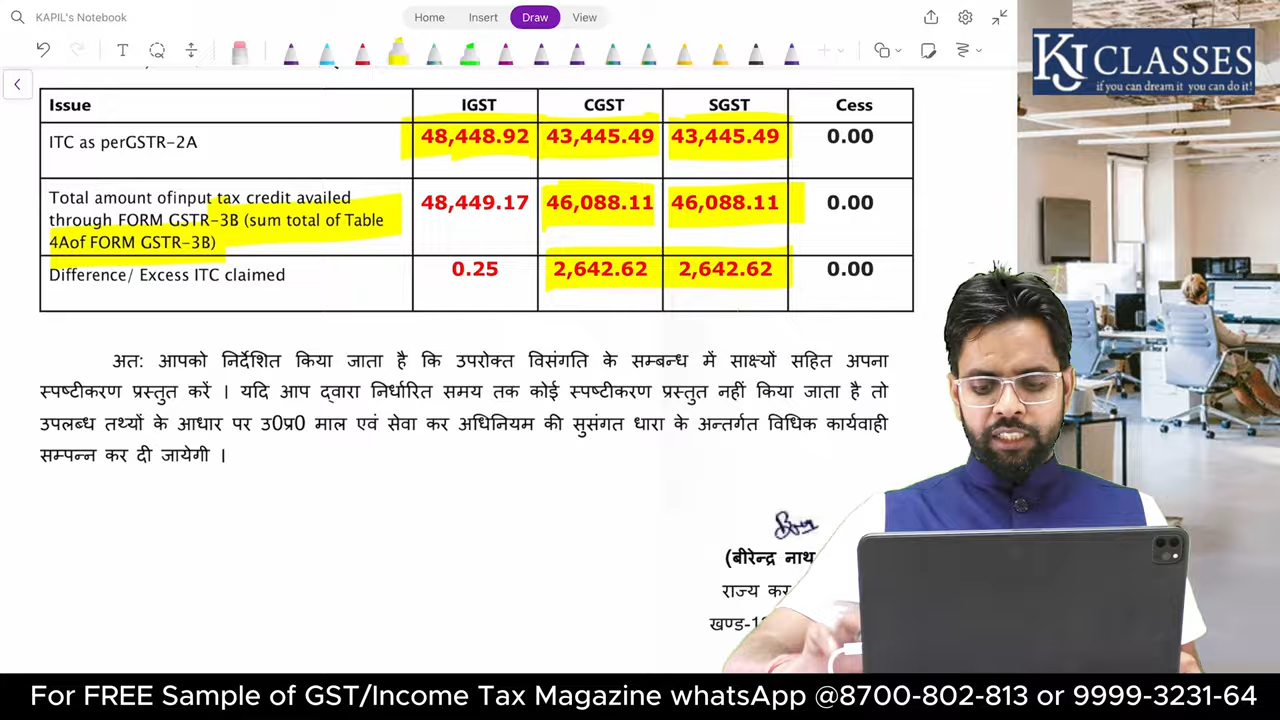 KAPIL's Notebook
Home Insert Draw View
KJ CLASSES
if you can dream it you can do it!
Issue IGST CGST SGST Cess
ITC as perGSTR-2A 48,448.92 43,445.49 43,445.49 0.00
Total amount ofinput tax credit availed
through FORM GSTR-3B (sum total of Table
4Aof FORM GSTR-3B) 48,449.17 46,088.11 46,088.11 0.00
Difference/ Excess ITC claimed 0.25 2,642.62 2,642.62 0.00
अत: आपको निर्देशित किया जाता है कि उपरोक्त विसंगति के सम्बन्ध में साक्ष्यों सहित अपना
स्पष्टीकरण प्रस्तुत करें । यदि आप द्वारा निर्धारित समय तक कोई स्पष्टीकरण प्रस्तुत नहीं किया जाता है तो
उपलब्ध तथ्यों के आधार पर उ0प्र0 माल एवं सेवा कर अधिनियम की सुसंगत धारा के अन्तर्गत विधिक कार्यवाही
सम्पन्न कर दी जायेगी ।
(बीरेन्द्र नाथ
राज्य कर
खण्ड-1
For FREE Sample of GST/Income Tax Magazine whatsApp @8700-802-813 or 9999-3231-64